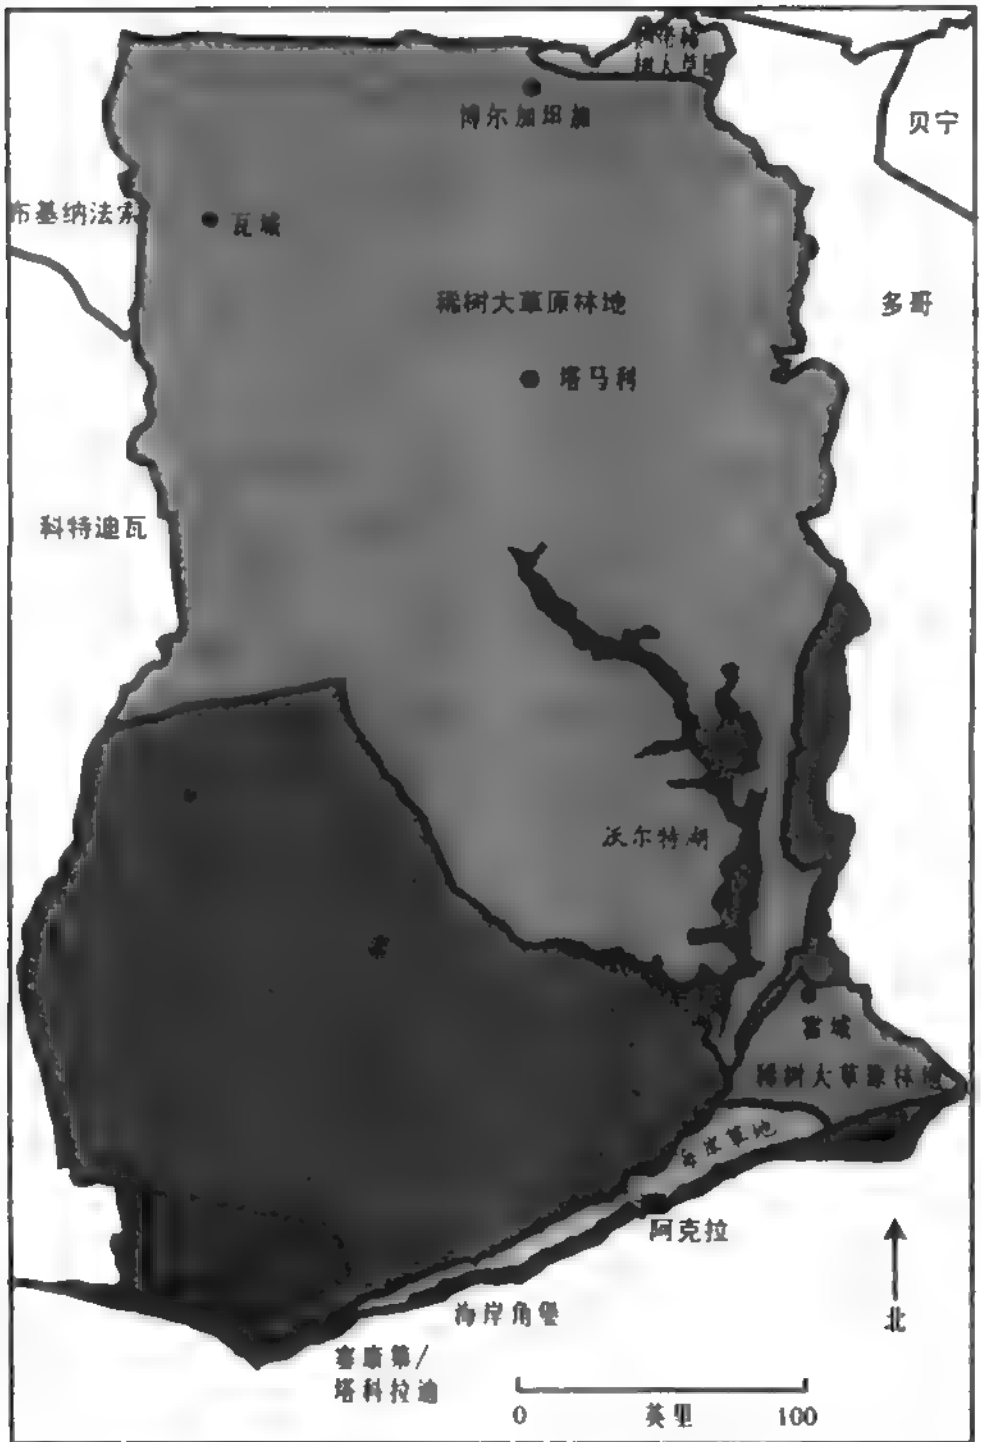 博尔加坦加
贝宁
布基纳法索
瓦城
稀树大草原林地
多哥
塔马利
科特迪瓦
沃尔特湖
富城
稀树大草原林地
海岸草地
阿克拉
北
海岸角堡
塞康第/
塔科拉迪
0 英里 100